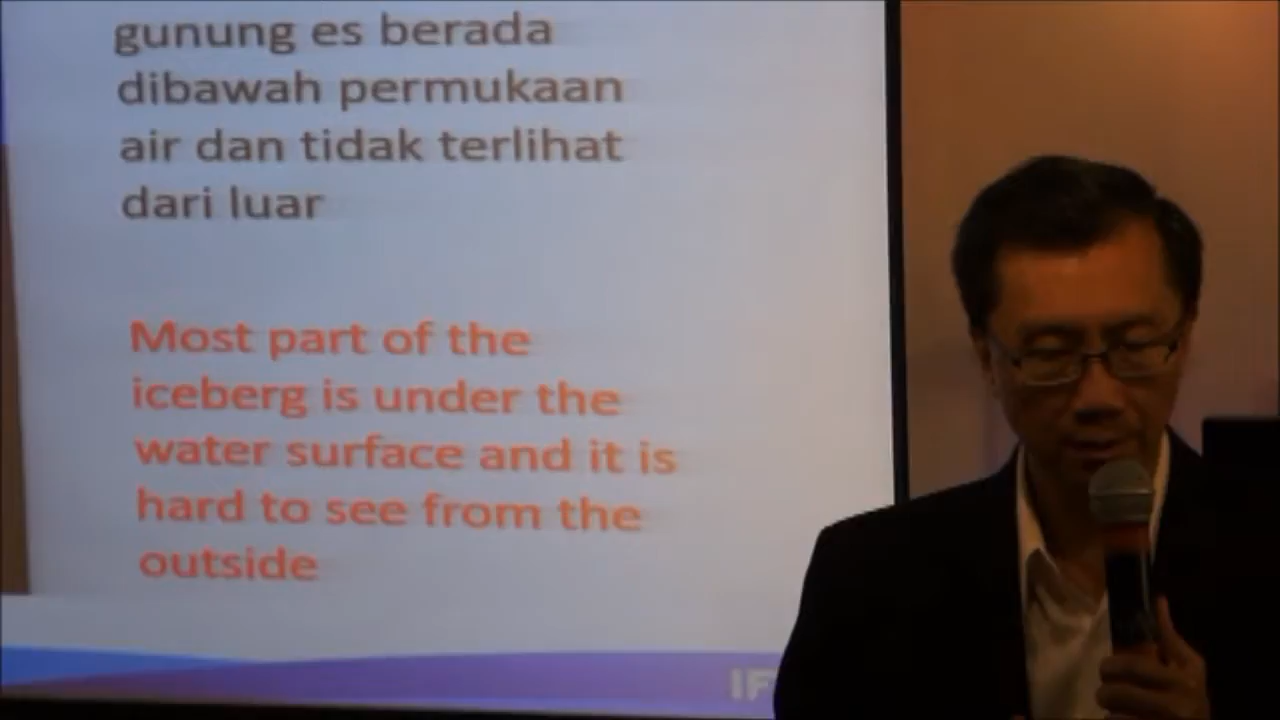 gunung es berada
dibawah permukaan
air dan tidak terlihat
dari luar
Most part of the
iceberg is under the
water surface and it is
hard to see from the
outside